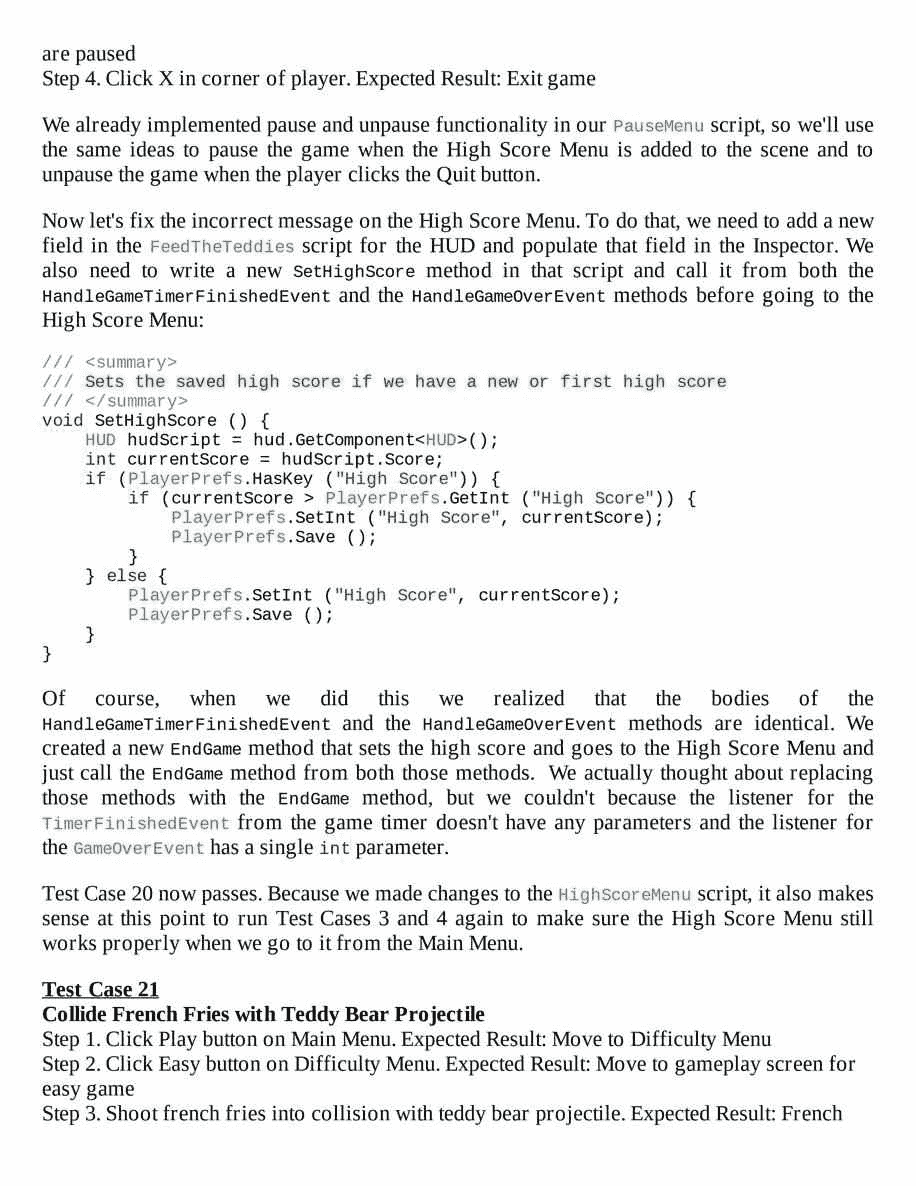 are paused
Step 4. Click X in corner of player. Expected Result: Exit game
We already implemented pause and unpause functionality in our PauseMenu script, so we'll use
the same ideas to pause the game when the High Score Menu is added to the scene and to
unpause the game when the player clicks the Quit button.
Now let's fix the incorrect message on the High Score Menu. To do that, we need to add a new
field in the FeedTheTeddies script for the HUD and populate that field in the Inspector. We
also need to write a new SetHighScore method in that script and call it from both the
HandleGameTimerFinishedEvent and the HandleGameOverEvent methods before going to the
High Score Menu:
/// <summary>
/// Sets the saved high score if we have a new or first high score
/// </summary>
void SetHighScore () {
    HUD hudScript = hud.GetComponent<HUD>();
    int currentScore = hudScript.Score;
    if (PlayerPrefs.HasKey ("High Score")) {
        if (currentScore > PlayerPrefs.GetInt ("High Score")) {
            PlayerPrefs.SetInt ("High Score", currentScore);
            PlayerPrefs.Save ();
        }
    } else {
        PlayerPrefs.SetInt ("High Score", currentScore);
        PlayerPrefs.Save ();
    }
}
Of course, when we did this we realized that the bodies of the
HandleGameTimerFinishedEvent and the HandleGameOverEvent methods are identical. We
created a new EndGame method that sets the high score and goes to the High Score Menu and
just call the EndGame method from both those methods. We actually thought about replacing
those methods with the EndGame method, but we couldn't because the listener for the
TimerFinishedEvent from the game timer doesn't have any parameters and the listener for
the GameOverEvent has a single int parameter.
Test Case 20 now passes. Because we made changes to the HighScoreMenu script, it also makes
sense at this point to run Test Cases 3 and 4 again to make sure the High Score Menu still
works properly when we go to it from the Main Menu.
Test Case 21
Collide French Fries with Teddy Bear Projectile
Step 1. Click Play button on Main Menu. Expected Result: Move to Difficulty Menu
Step 2. Click Easy button on Difficulty Menu. Expected Result: Move to gameplay screen for
easy game
Step 3. Shoot french fries into collision with teddy bear projectile. Expected Result: French